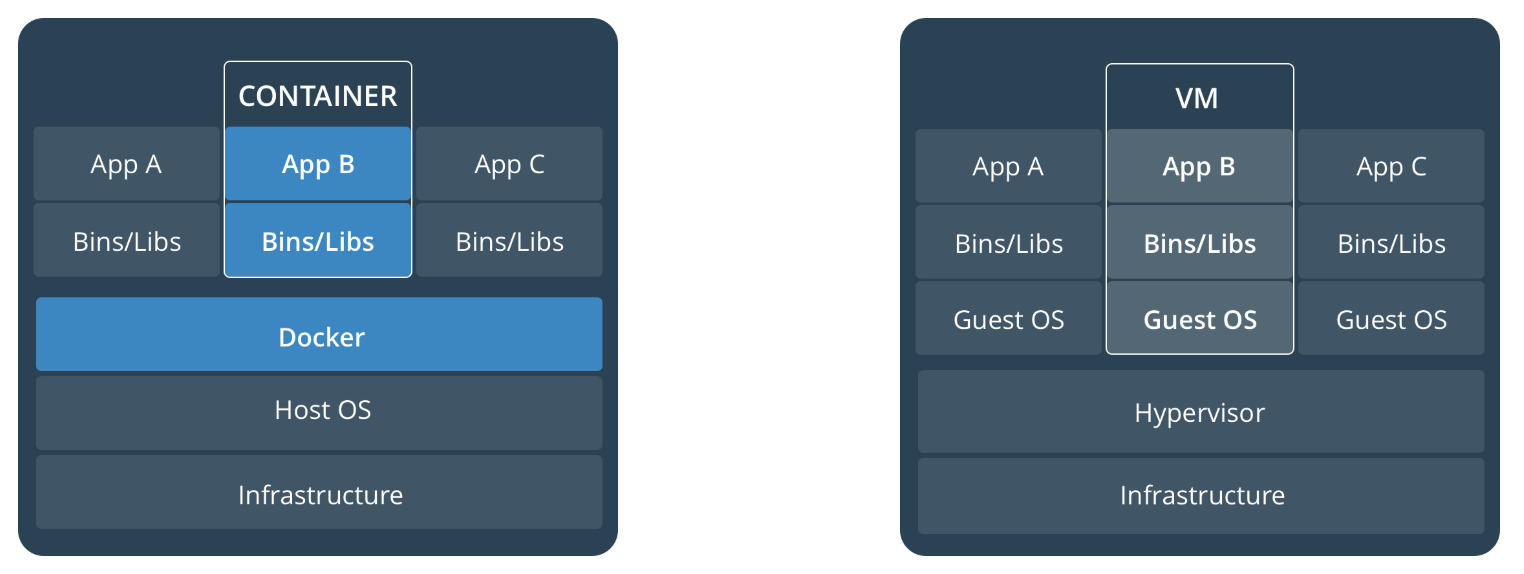 CONTAINER
App A
App B
App C
Bins/Libs
Bins/Libs
Bins/Libs
Docker
Host OS
Infrastructure
VM
App A
App B
App C
Bins/Libs
Bins/Libs
Bins/Libs
Guest OS
Guest OS
Guest OS
Hypervisor
Infrastructure